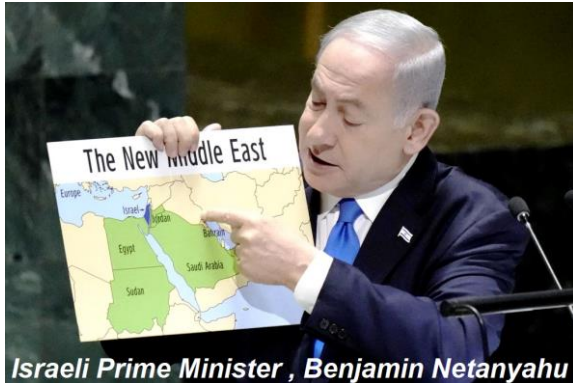 The New Middle East
Europe
Israel
Jordan
Egypt
Bahrain
Saudi Arabia
Sudan
Israeli Prime Minister , Benjamin Netanyahu